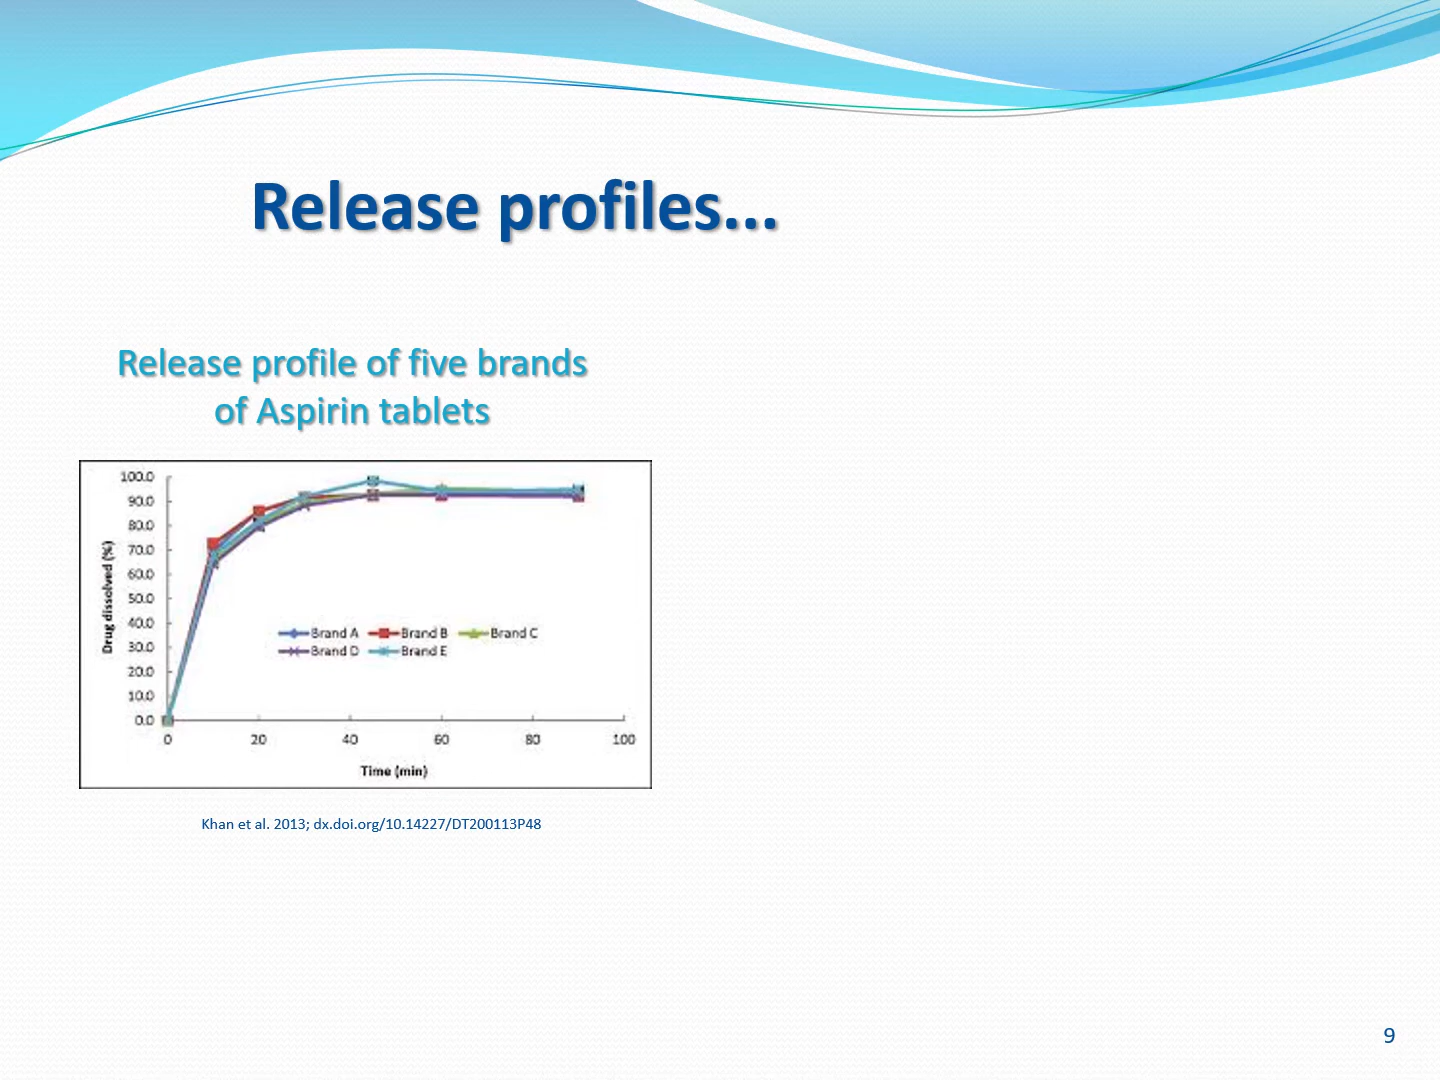 Release profiles...
Release profile of five brands
of Aspirin tablets
100.0
90.0
80.0
70.0
60.0
50.0
40.0
30.0
20.0
10.0
0.0
Drug dissolved (%)
Brand A Brand B Brand C
Brand D Brand E
0 20 40 60 80 100
Time (min)
Khan et al. 2013; dx.doi.org/10.14227/DT200113P48
9